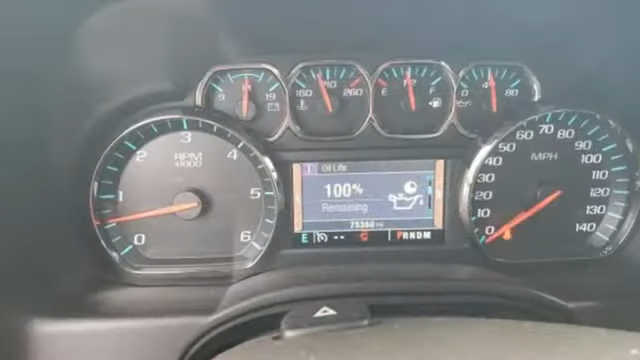 9 19
160 210 260
E F
0 40 80
RPM
x1000
0 1 2 3 4 5 6
Oil Life
100%
Remaining
75360 mi
E -- C PRNDM
MPH
0 10 20 30 40 50 60 70 80 90 100 110 120 130 140